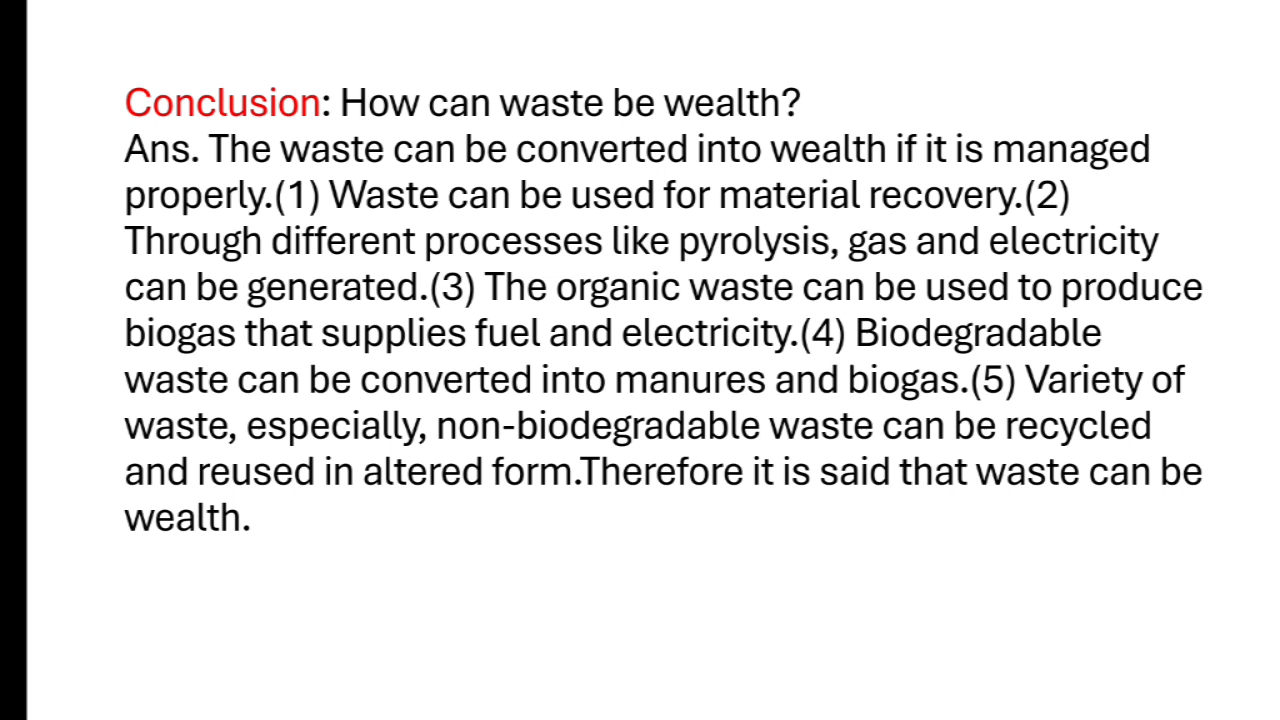 Conclusion: How can waste be wealth?
Ans. The waste can be converted into wealth if it is managed
properly.(1) Waste can be used for material recovery.(2)
Through different processes like pyrolysis, gas and electricity
can be generated.(3) The organic waste can be used to produce
biogas that supplies fuel and electricity.(4) Biodegradable
waste can be converted into manures and biogas.(5) Variety of
waste, especially, non-biodegradable waste can be recycled
and reused in altered form.Therefore it is said that waste can be
wealth.